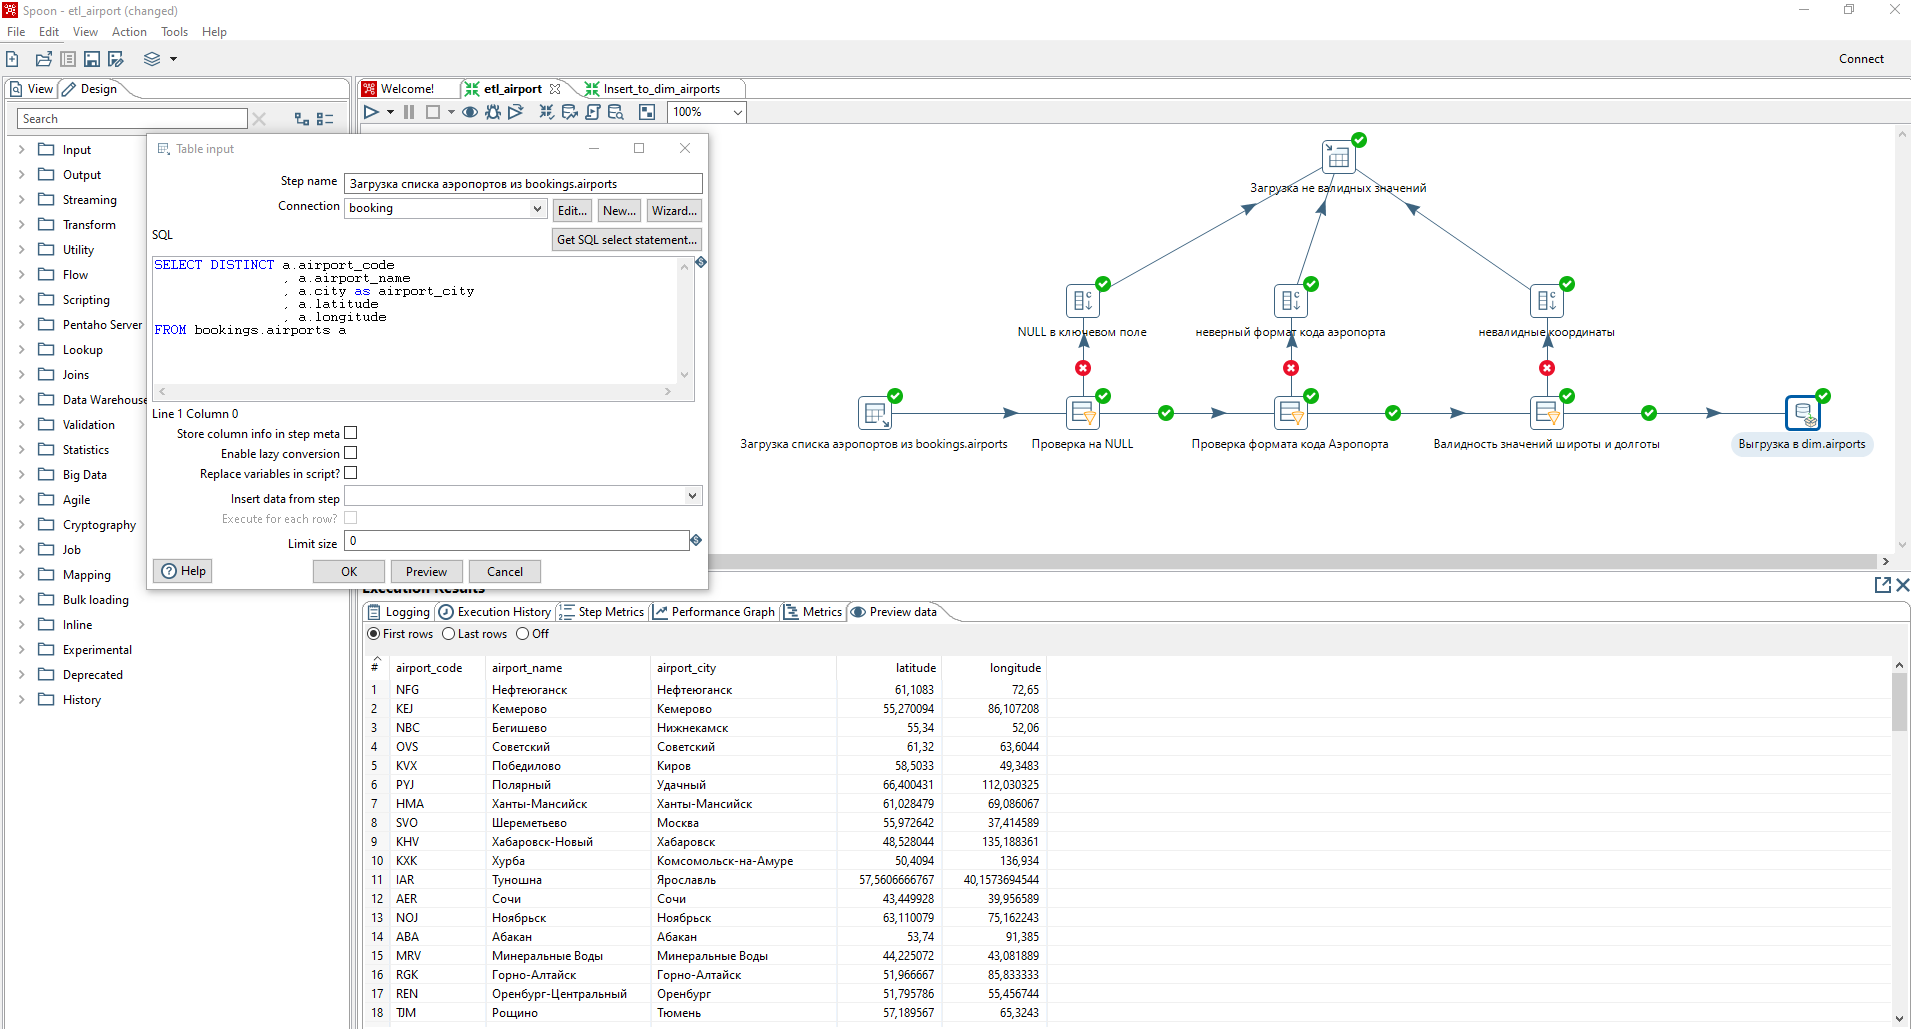 Spoon - etl_airport (changed)
File Edit View Action Tools Help
Connect
View Design
Welcome! etl_airport Insert_to_dim_airports
Search
100%
Input
Output
Streaming
Transform
Utility
Flow
Scripting
Pentaho Server
Lookup
Joins
Data Warehouse
Validation
Statistics
Big Data
Agile
Cryptography
Job
Mapping
Bulk loading
Inline
Experimental
Deprecated
History
Table input
Step name Загрузка списка аэропортов из bookings.airports
Connection booking Edit... New... Wizard...
SQL
Get SQL select statement...
SELECT DISTINCT a.airport_code
, a.airport_name
, a.city as airport_city
, a.latitude
, a.longitude
FROM bookings.airports a
Line 1 Column 0
Store column info in step meta
Enable lazy conversion
Replace variables in script?
Insert data from step
Execute for each row?
Limit size 0
Help OK Preview Cancel
Загрузка не валидных значений
NULL в ключевом поле неверный формат кода аэропорта невалидные координаты
Загрузка списка аэропортов из bookings.airports Проверка на NULL Проверка формата кода Аэропорта Валидность значений широты и долготы Выгрузка в dim.airports
Execution Results
Logging Execution History Step Metrics Performance Graph Metrics Preview data
First rows Last rows Off
# airport_code airport_name airport_city latitude longitude
1 NFG Нефтеюганск Нефтеюганск 61,1083 72,65
2 KEJ Кемерово Кемерово 55,270094 86,107208
3 NBC Бегишево Нижнекамск 55,34 52,06
4 OVS Советский Советский 61,32 63,6044
5 KVX Победилово Киров 58,5033 49,3483
6 PYJ Полярный Удачный 66,400431 112,030325
7 HMA Ханты-Мансийск Ханты-Мансийск 61,028479 69,086067
8 SVO Шереметьево Москва 55,972642 37,414589
9 KHV Хабаровск-Новый Хабаровск 48,528044 135,188361
10 KXK Хурба Комсомольск-на-Амуре 50,4094 136,934
11 IAR Туношна Ярославль 57,5606666767 40,1573694544
12 AER Сочи Сочи 43,449928 39,956589
13 NOJ Ноябрьск Ноябрьск 63,110079 75,162243
14 ABA Абакан Абакан 53,74 91,385
15 MRV Минеральные Воды Минеральные Воды 44,225072 43,081889
16 RGK Горно-Алтайск Горно-Алтайск 51,966667 85,833333
17 REN Оренбург-Центральный Оренбург 51,795786 55,456744
18 TJM Рощино Тюмень 57,189567 65,3243